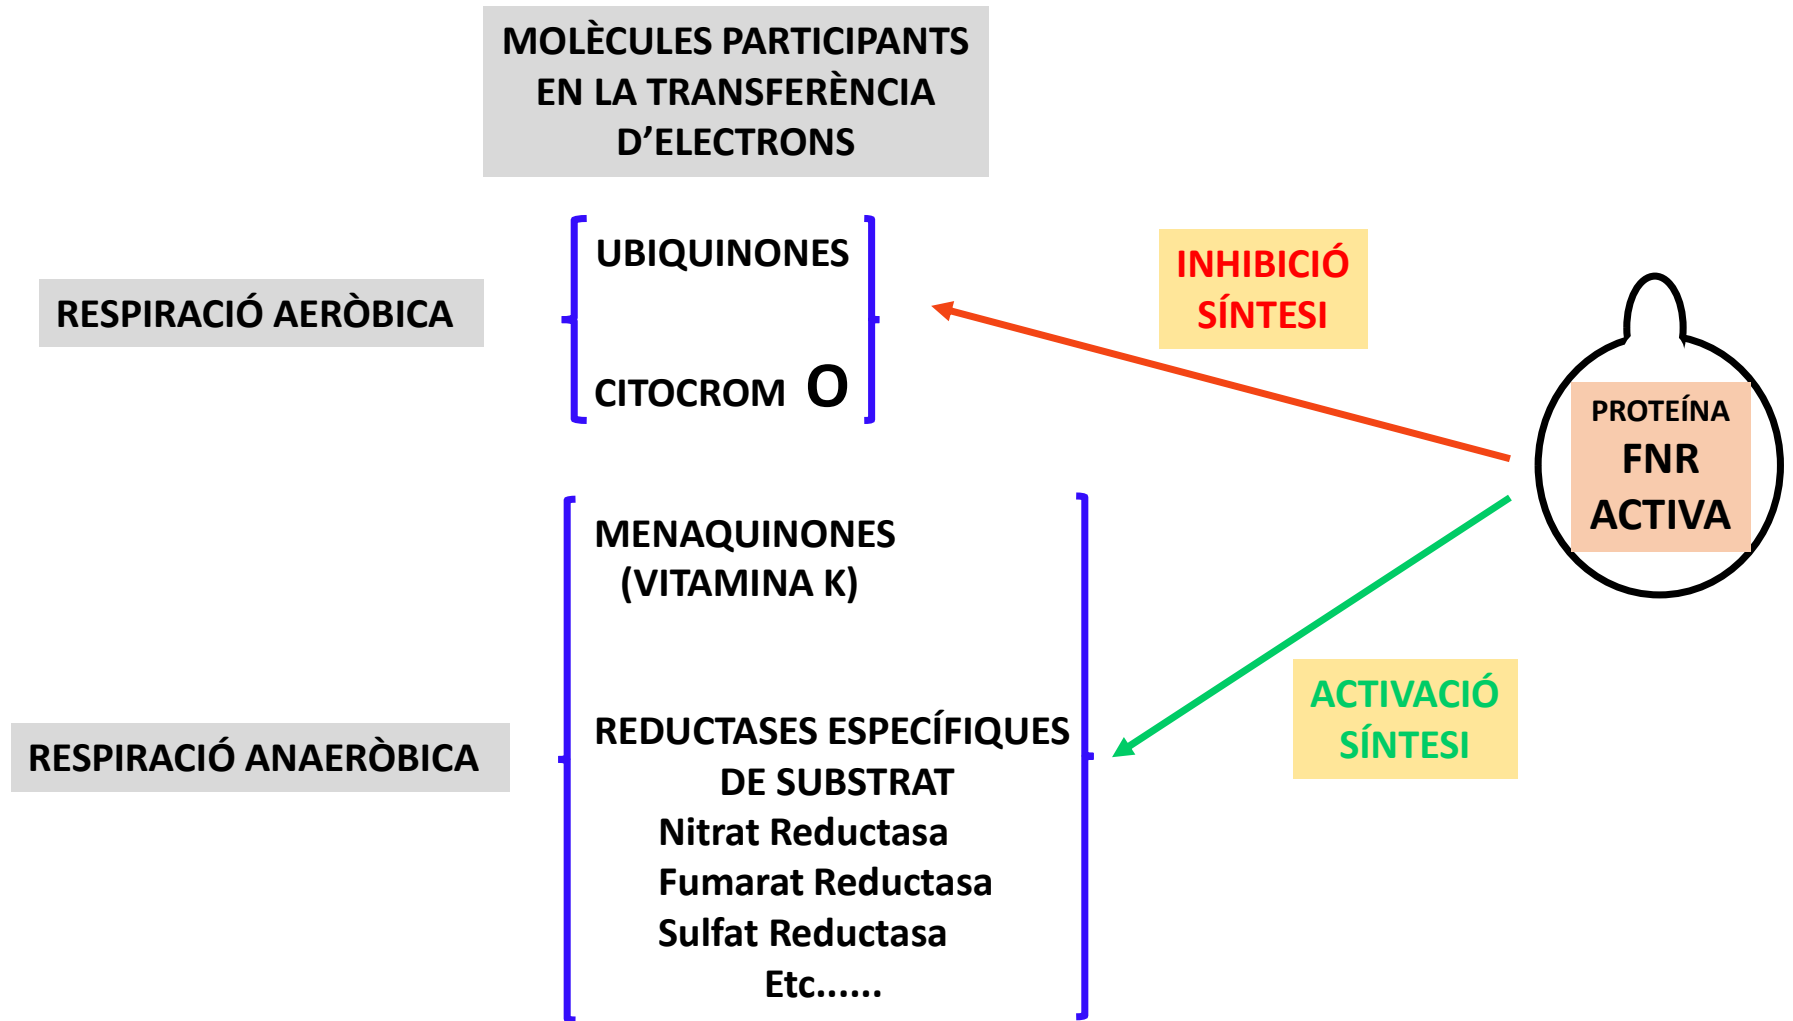 MOLÈCULES PARTICIPANTS
EN LA TRANSFERÈNCIA
D’ELECTRONS
RESPIRACIÓ AERÒBICA
UBIQUINONES
CITOCROM O
INHIBICIÓ
SÍNTESI
PROTEÍNA
FNR
ACTIVA
RESPIRACIÓ ANAERÒBICA
MENAQUINONES
(VITAMINA K)
REDUCTASES ESPECÍFIQUES
DE SUBSTRAT
Nitrat Reductasa
Fumarat Reductasa
Sulfat Reductasa
Etc......
ACTIVACIÓ
SÍNTESI